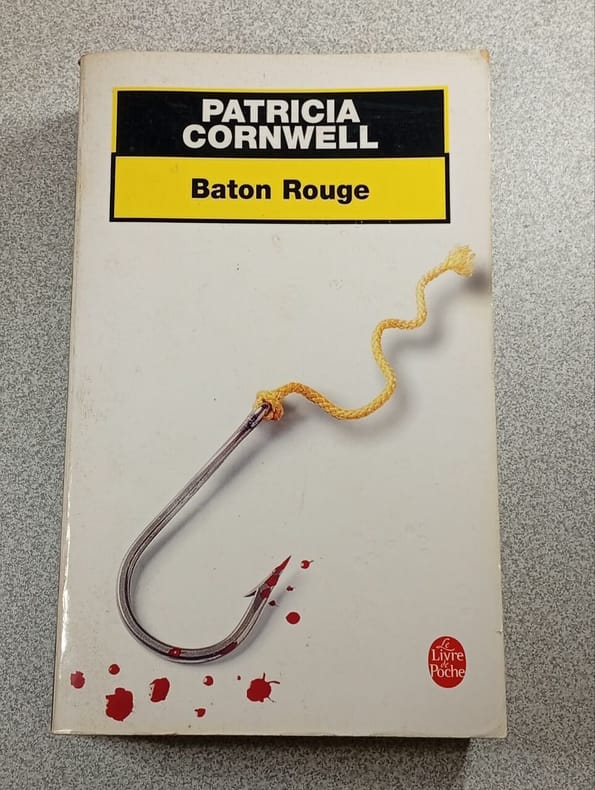 PATRICIA
CORNWELL
Baton Rouge
Le
Livre
de
Poche